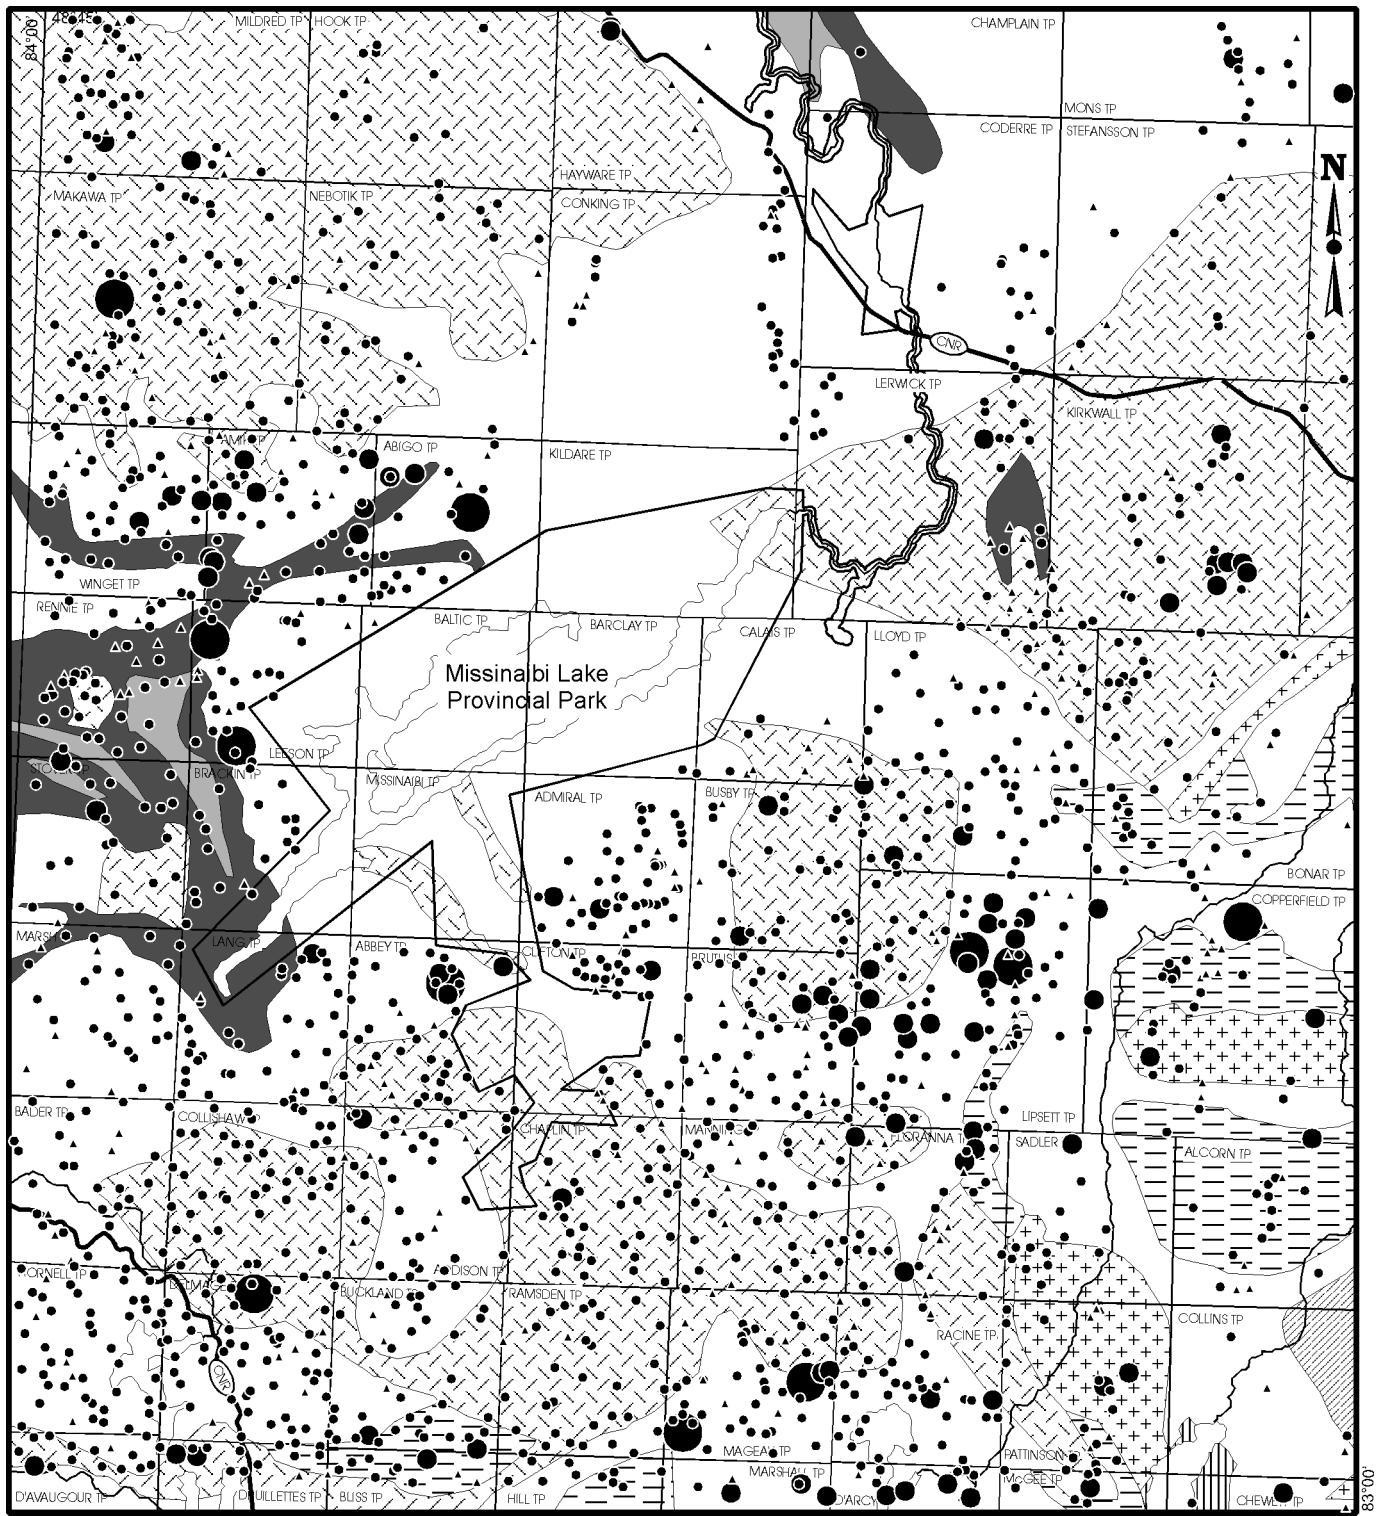 48°45'
84°00'
MILDRED TP
HOOK TP
CHAMPLAIN TP
MONS TP
CODERRE TP
STEFANSSON TP
N
HAYWARE TP
MAKAWA TP
NEBOTIK TP
CONKING TP
CNR
LERWICK TP
KIRKWALL TP
ABIGO TP
KILDARE TP
WINGET TP
RENNIE TP
BALTIC TP
BARCLAY TP
CALAIS TP
LLOYD TP
Missinaibi Lake
Provincial Park
LEESON TP
BRACKIN TP
MISSINAIBI TP
ADMIRAL TP
BUSBY TP
BONAR TP
COPPERFIELD TP
LANG TP
ABBEY TP
CLIFTON TP
BRUTUS
BADER TP
COLLISHAW
CHAPLIN TP
MANNING
LIPSETT TP
SADLER
ALCORN TP
BUCKLAND
RAMSDEN TP
COLLINS TP
RACINE TP.
CNR
MAGEAU TP
PATTINSON
MARSHALL TP
McGEE TP
D'AVAUGOUR TP
BLISS TP
HILL TP
D'ARCY
83°00'